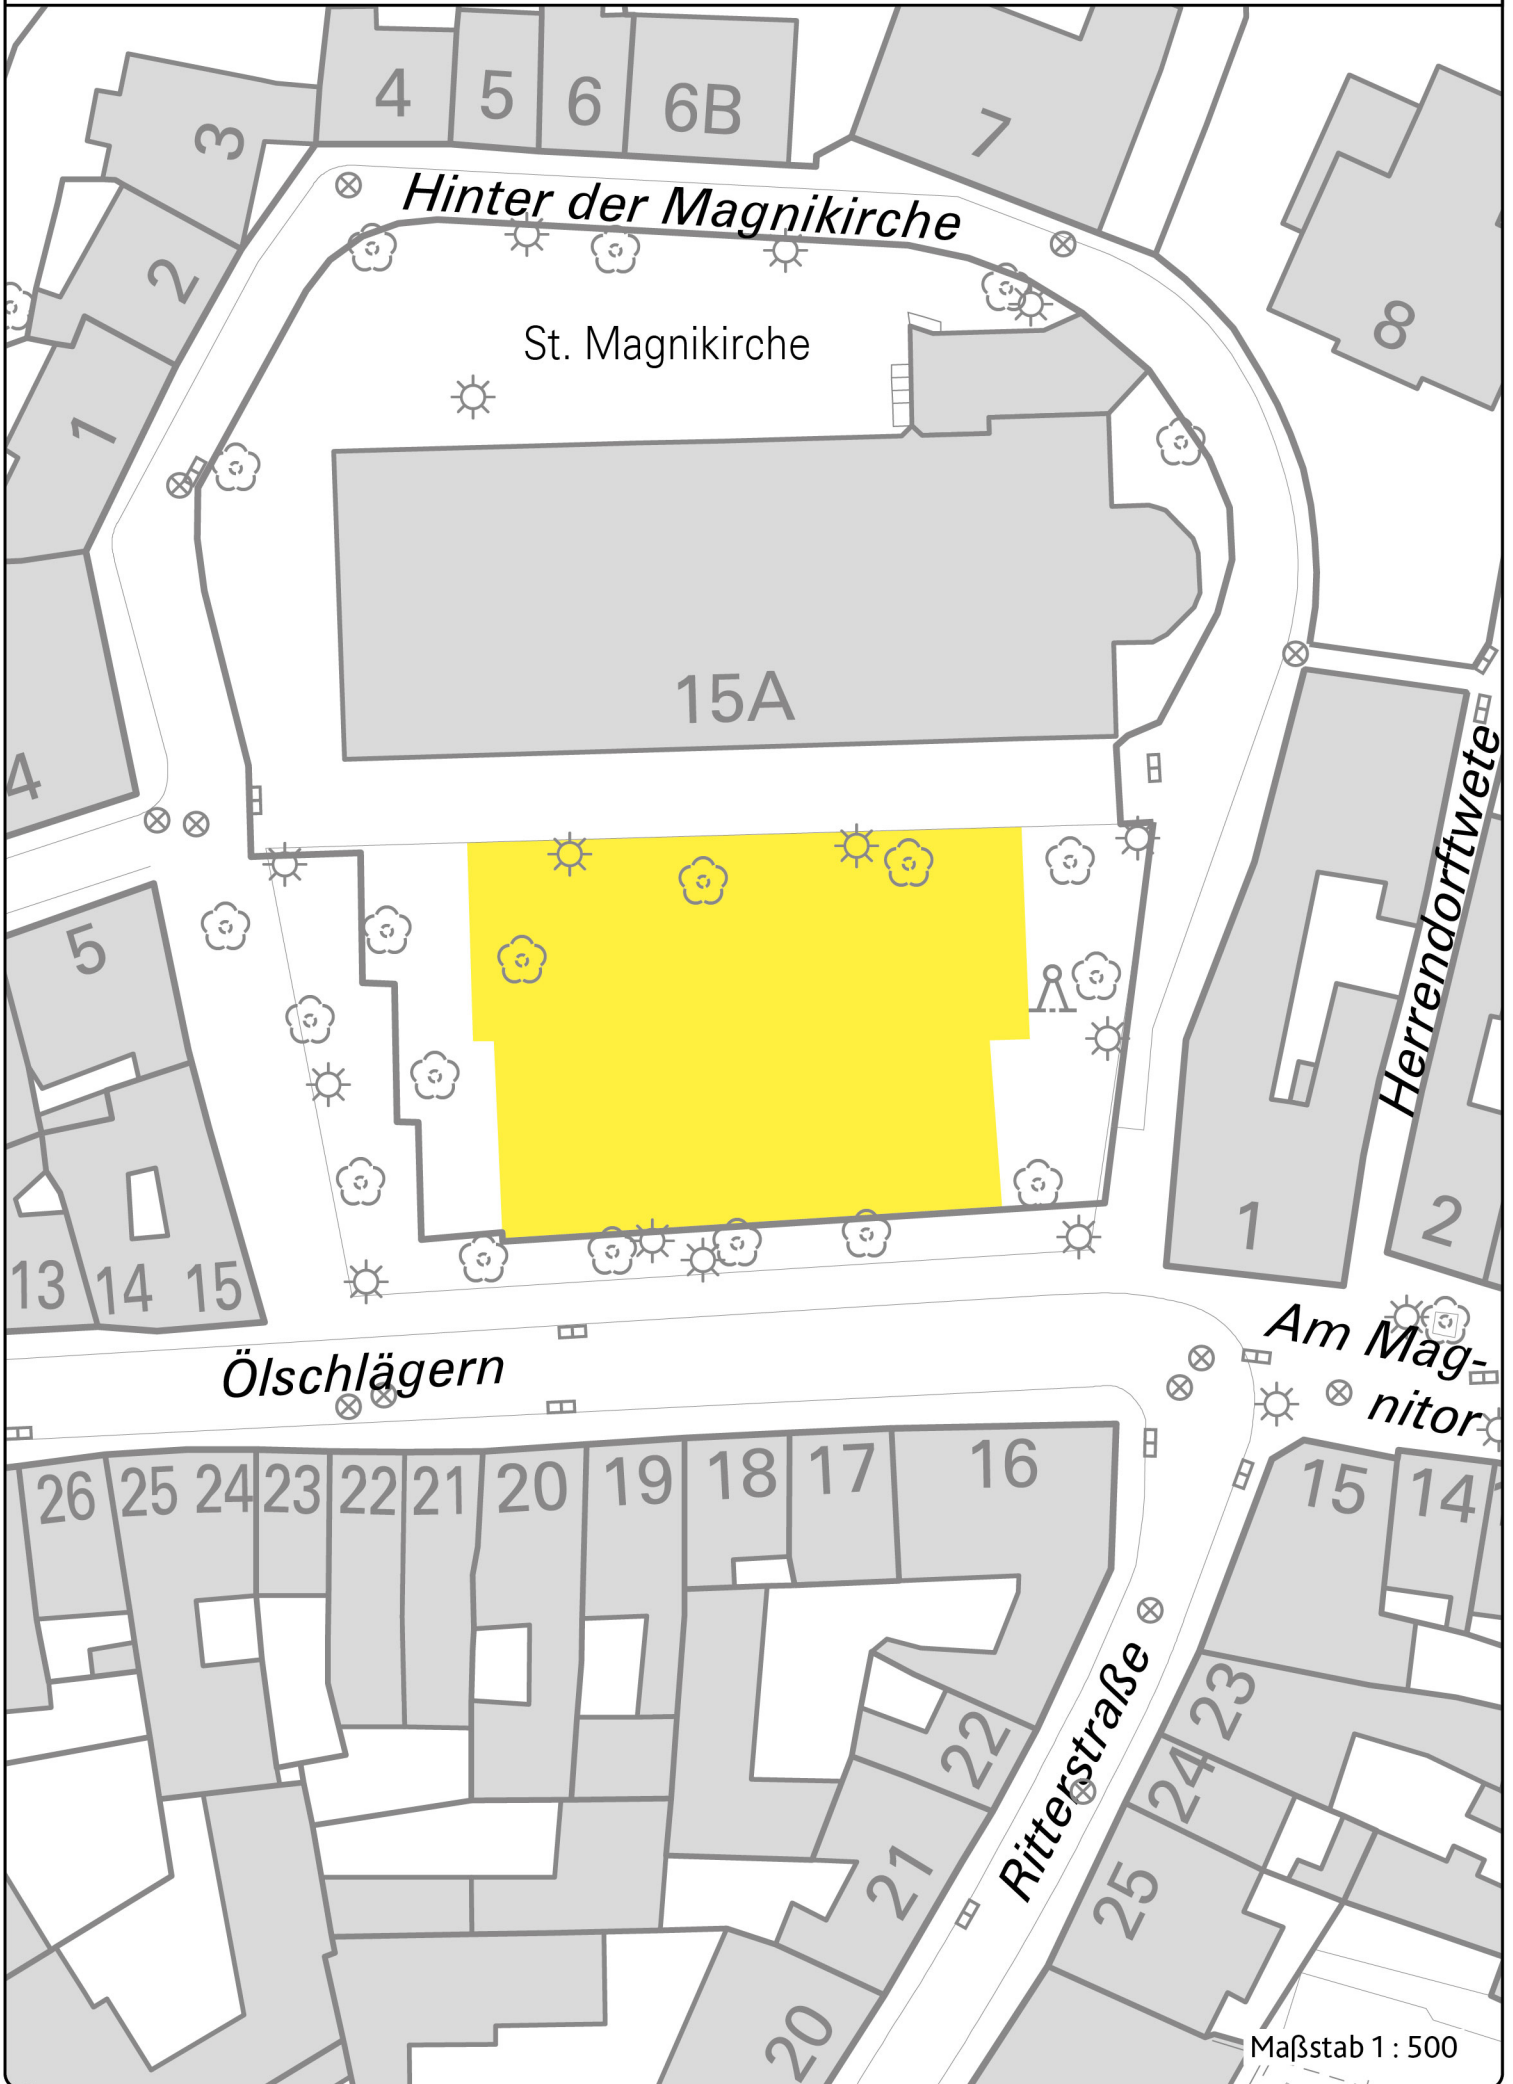 4 5 6 6B
3 7
Hinter der Magnikirche
2
St. Magnikirche
8
1
15A
4
Herrendorftwete
5
1 2
13 14 15
Am Mag-
nitor
Ölschlägern
26 25 24 23 22 21 20 19 18 17 16
15 14
Ritterstraße
23
22
24
21
25
20
Maßstab 1 : 500